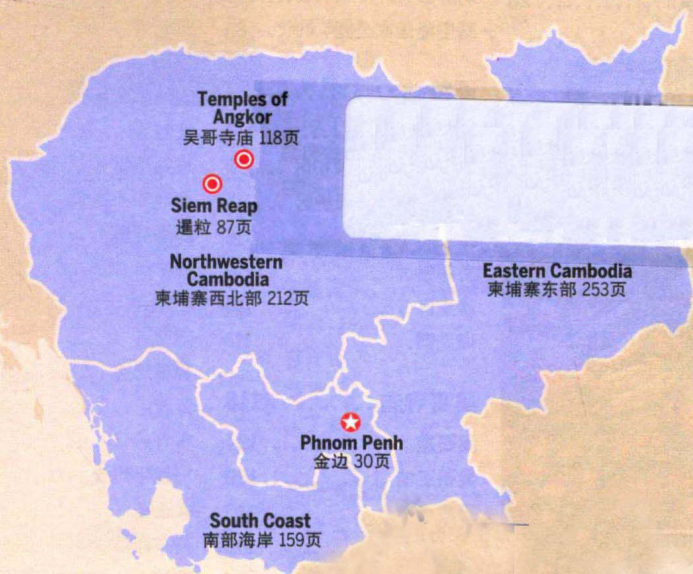 Temples of
Angkor
吴哥寺庙 118页
Siem Reap
暹粒 87页
Northwestern
Cambodia
柬埔寨西北部 212页
Eastern Cambodia
柬埔寨东部 253页
Phnom Penh
金边 30页
South Coast
南部海岸 159页